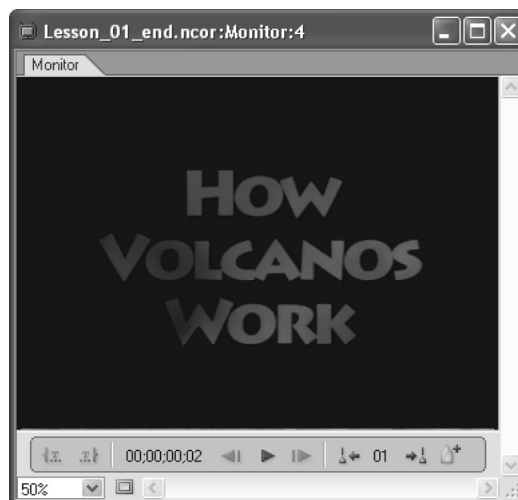 Lesson_01_end.ncor:Monitor:4
Monitor
How
Volcanos
Work
00;00;00;02
01
50%